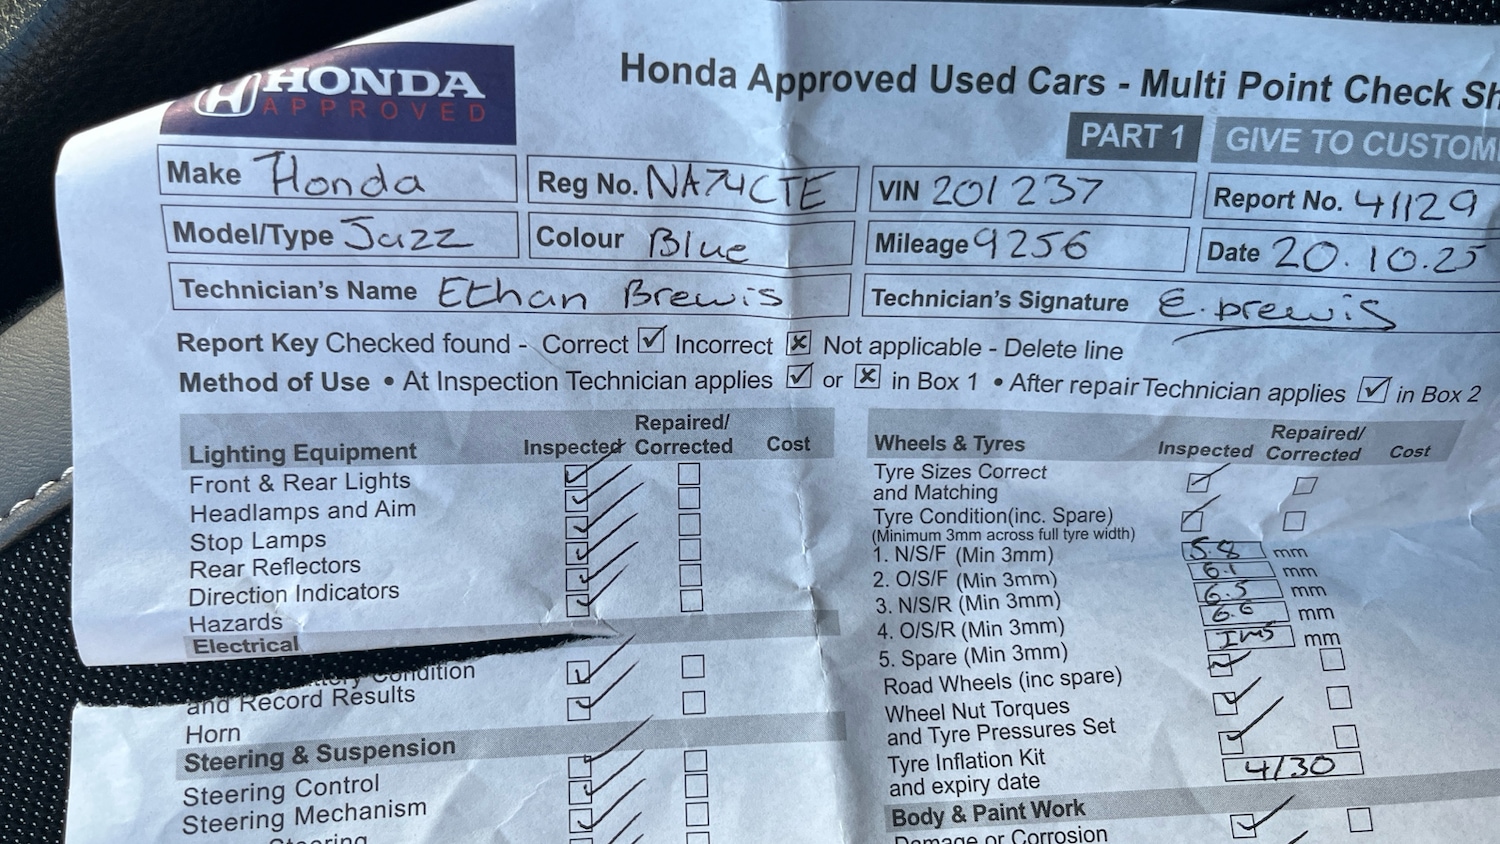 HONDA
APPROVED
Honda Approved Used Cars - Multi Point Check Sh
PART 1 GIVE TO CUSTOM
Make Honda Reg No. NA74CTE VIN 201237 Report No. 41129
Model/Type Jazz Colour Blue Mileage 9256 Date 20.10.25
Technician's Name Ethan Brewis Technician's Signature E. Brewis
Report Key Checked found - Correct ☑ Incorrect ☒ Not applicable - Delete line
Method of Use • At Inspection Technician applies ☑ or ☒ in Box 1 • After repair Technician applies ☑ in Box 2
Lighting Equipment Inspected Repaired/ Corrected Cost
Front & Rear Lights
Headlamps and Aim
Stop Lamps
Rear Reflectors
Direction Indicators
Hazards
Electrical
Condition
and Record Results
Horn
Steering & Suspension
Steering Control
Steering Mechanism
Steering
Wheels & Tyres Inspected Repaired/ Corrected Cost
Tyre Sizes Correct
and Matching
Tyre Condition(inc. Spare)
(Minimum 3mm across full tyre width)
1. N/S/F (Min 3mm) 5.8 mm
2. O/S/F (Min 3mm) 6.1 mm
3. N/S/R (Min 3mm) 6.5 mm
4. O/S/R (Min 3mm) 6.6 mm
5. Spare (Min 3mm) mm
Road Wheels (inc spare)
Wheel Nut Torques
and Tyre Pressures Set
Tyre Inflation Kit
and expiry date 4/30
Body & Paint Work
Damage or Corrosion